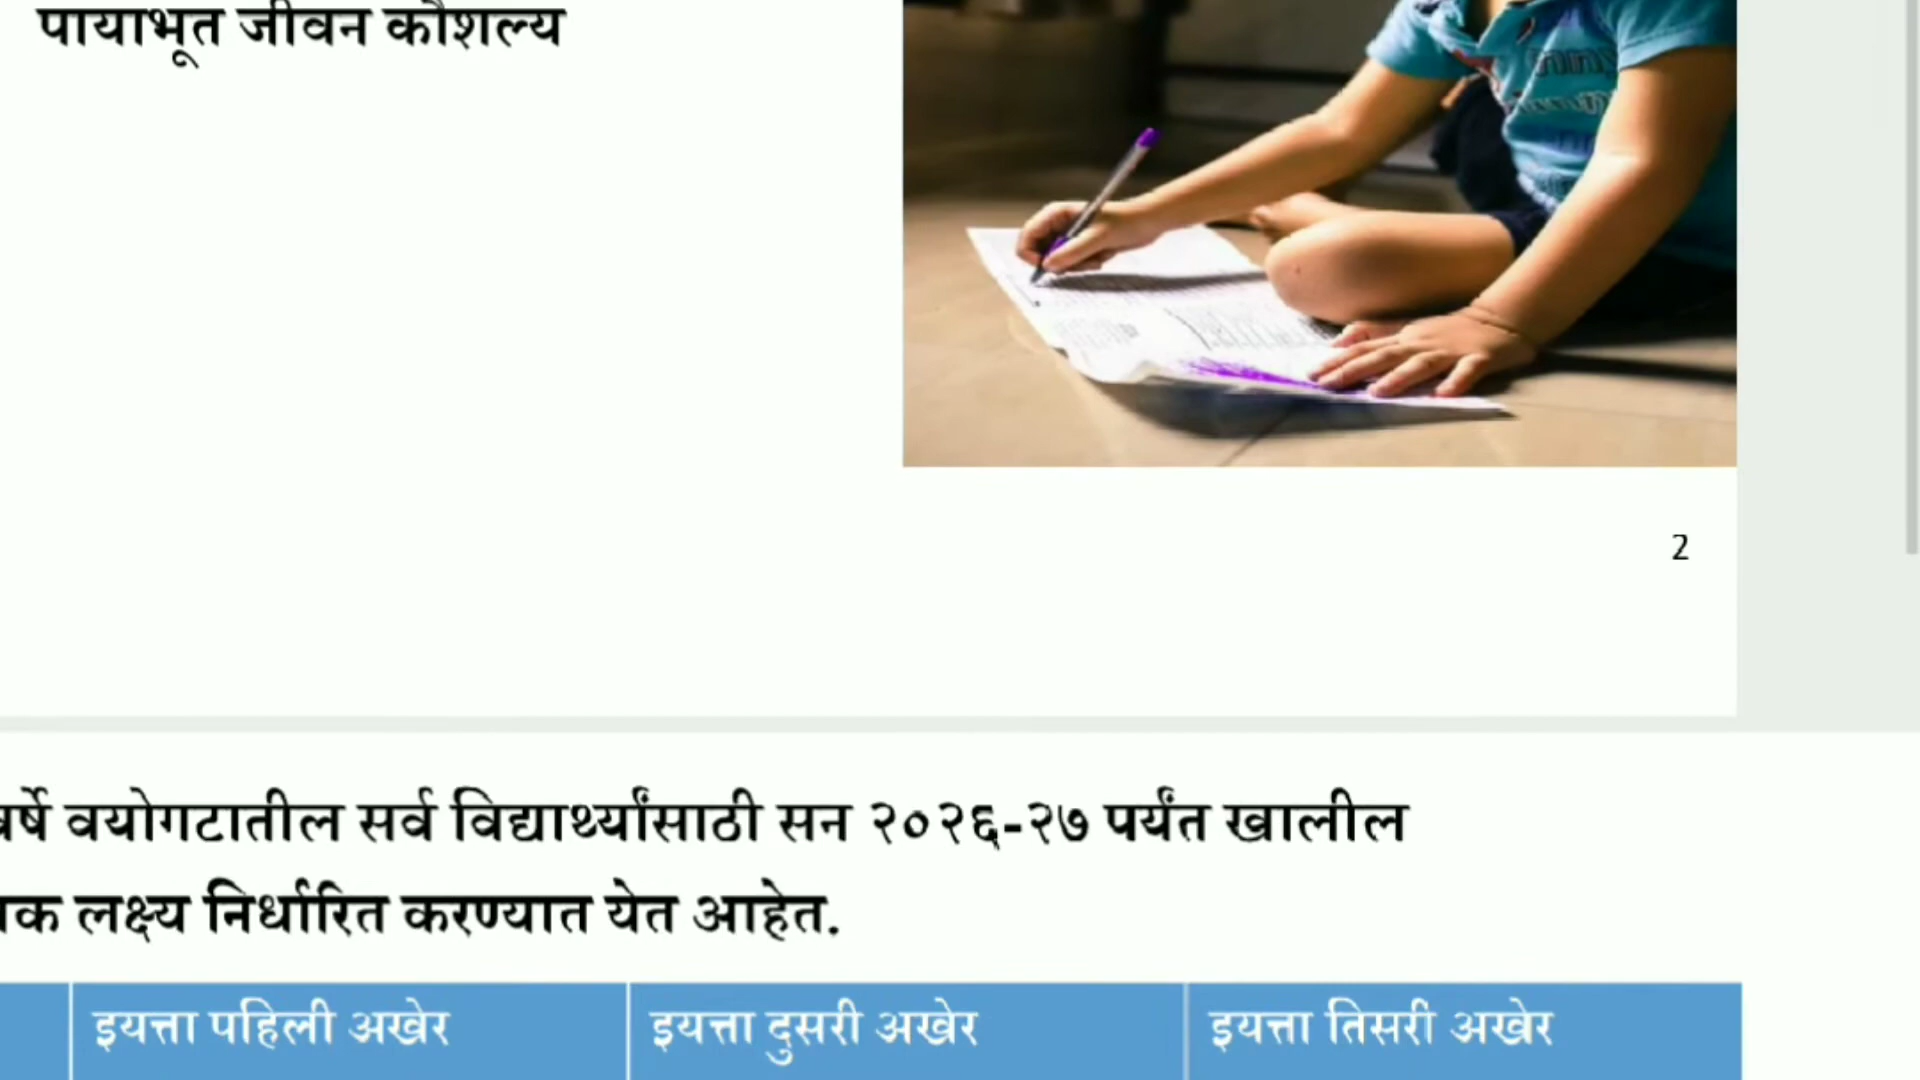 पायाभूत जीवन कौशल्य
2
वर्षे वयोगटातील सर्व विद्यार्थ्यांसाठी सन २०२६-२७ पर्यंत खालील
लक्ष्य निर्धारित करण्यात येत आहेत.
इयत्ता पहिली अखेर
इयत्ता दुसरी अखेर
इयत्ता तिसरी अखेर